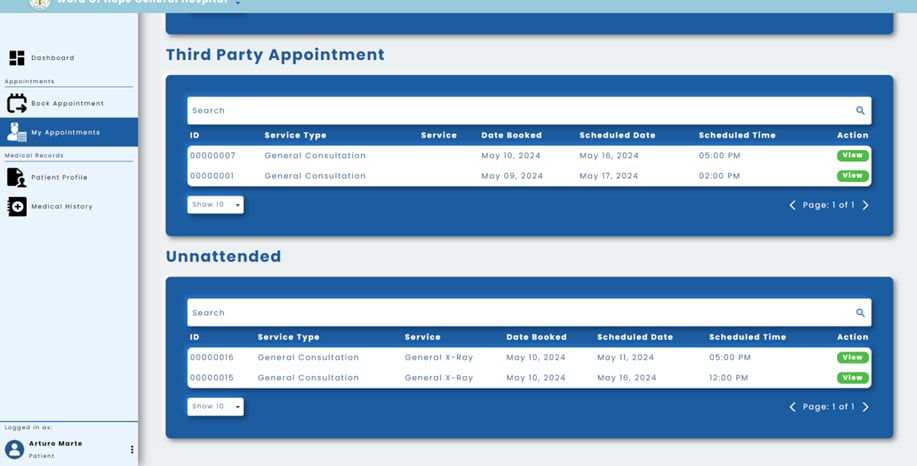 Word Of Hope General Hospital
Dashboard
Appointments
Book Appointment
My Appointments
Medical Records
Patient Profile
Medical History
Logged in as:
Arturo Marte
Patient
Third Party Appointment
Search
ID Service Type Service Date Booked Scheduled Date Scheduled Time Action
00000007 General Consultation May 10, 2024 May 16, 2024 05:00 PM View
00000001 General Consultation May 09, 2024 May 17, 2024 02:00 PM View
Show 10 Page: 1 of 1
Unnattended
Search
ID Service Type Service Date Booked Scheduled Date Scheduled Time Action
00000016 General Consultation General X-Ray May 10, 2024 May 11, 2024 05:00 PM View
00000015 General Consultation General X-Ray May 10, 2024 May 16, 2024 12:00 PM View
Show 10 Page: 1 of 1